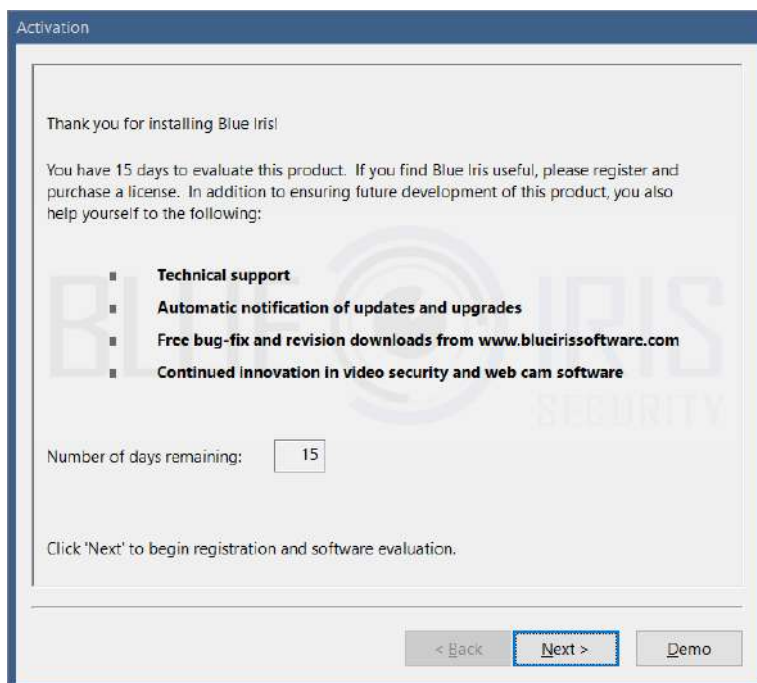 Activation
Thank you for installing Blue Iris!
You have 15 days to evaluate this product.  If you find Blue Iris useful, please register and
purchase a license.  In addition to ensuring future development of this product, you also
help yourself to the following:
Technical support
Automatic notification of updates and upgrades
Free bug-fix and revision downloads from www.blueirissoftware.com
Continued innovation in video security and web cam software
BLUE IRIS
SECURITY
Number of days remaining: 15
Click 'Next' to begin registration and software evaluation.
< Back Next > Demo